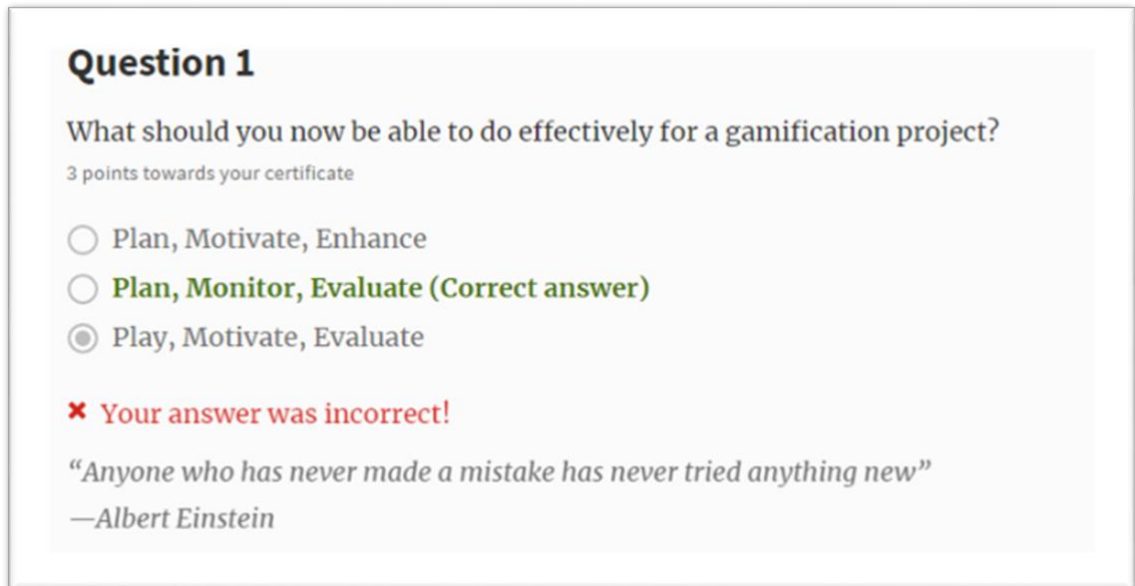 Question 1
What should you now be able to do effectively for a gamification project?
3 points towards your certificate
Plan, Motivate, Enhance
Plan, Monitor, Evaluate (Correct answer)
Play, Motivate, Evaluate
Your answer was incorrect!
“Anyone who has never made a mistake has never tried anything new”
—Albert Einstein